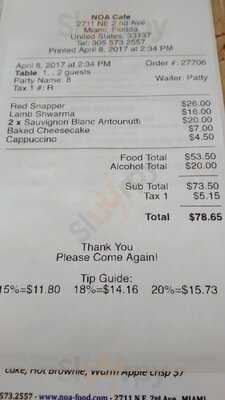 NOA Cafe
2711 NE 2 nd Ave
Miami, Florida
United States, 33137
Tel: 305 573 2557
Printed April 8, 2017 at 2:34 PM
April 8, 2017 at 2:34 PM Order #: 27706
Table: 1, , 2 guests
Party Name: 8 Waiter: Patty
Tax 1 #: R
Red Snapper $26.00
Lamb Shwarma $16.00
2 x Sauvignon Blanc Antounutti $20.00
Baked Cheesecake $7.00
Cappuccino $4.50
Food Total $53.50
Alcohol Total $20.00
Sub Total $73.50
Tax 1 $5.15
Total $78.65
Thank You
Please Come Again!
Tip Guide:
15%=$11.80 18%=$14.16 20%=$15.73
cake, Hot Brownie, Warm Apple crisp $7
573.2557 - www.noa-food.com - 2711 N.E. 2nd Ave. MIAMI